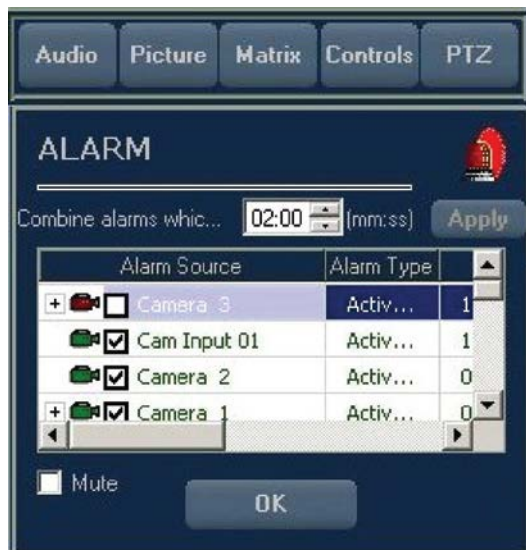 Audio Picture Matrix Controls PTZ
ALARM
Combine alarms whic... 02:00 (mm:ss) Apply
Alarm Source Alarm Type
+ Camera 3 Activ... 1
Cam Input 01 Activ... 1
Camera 2 Activ... 0
+ Camera 1 Activ... 0
Mute
OK